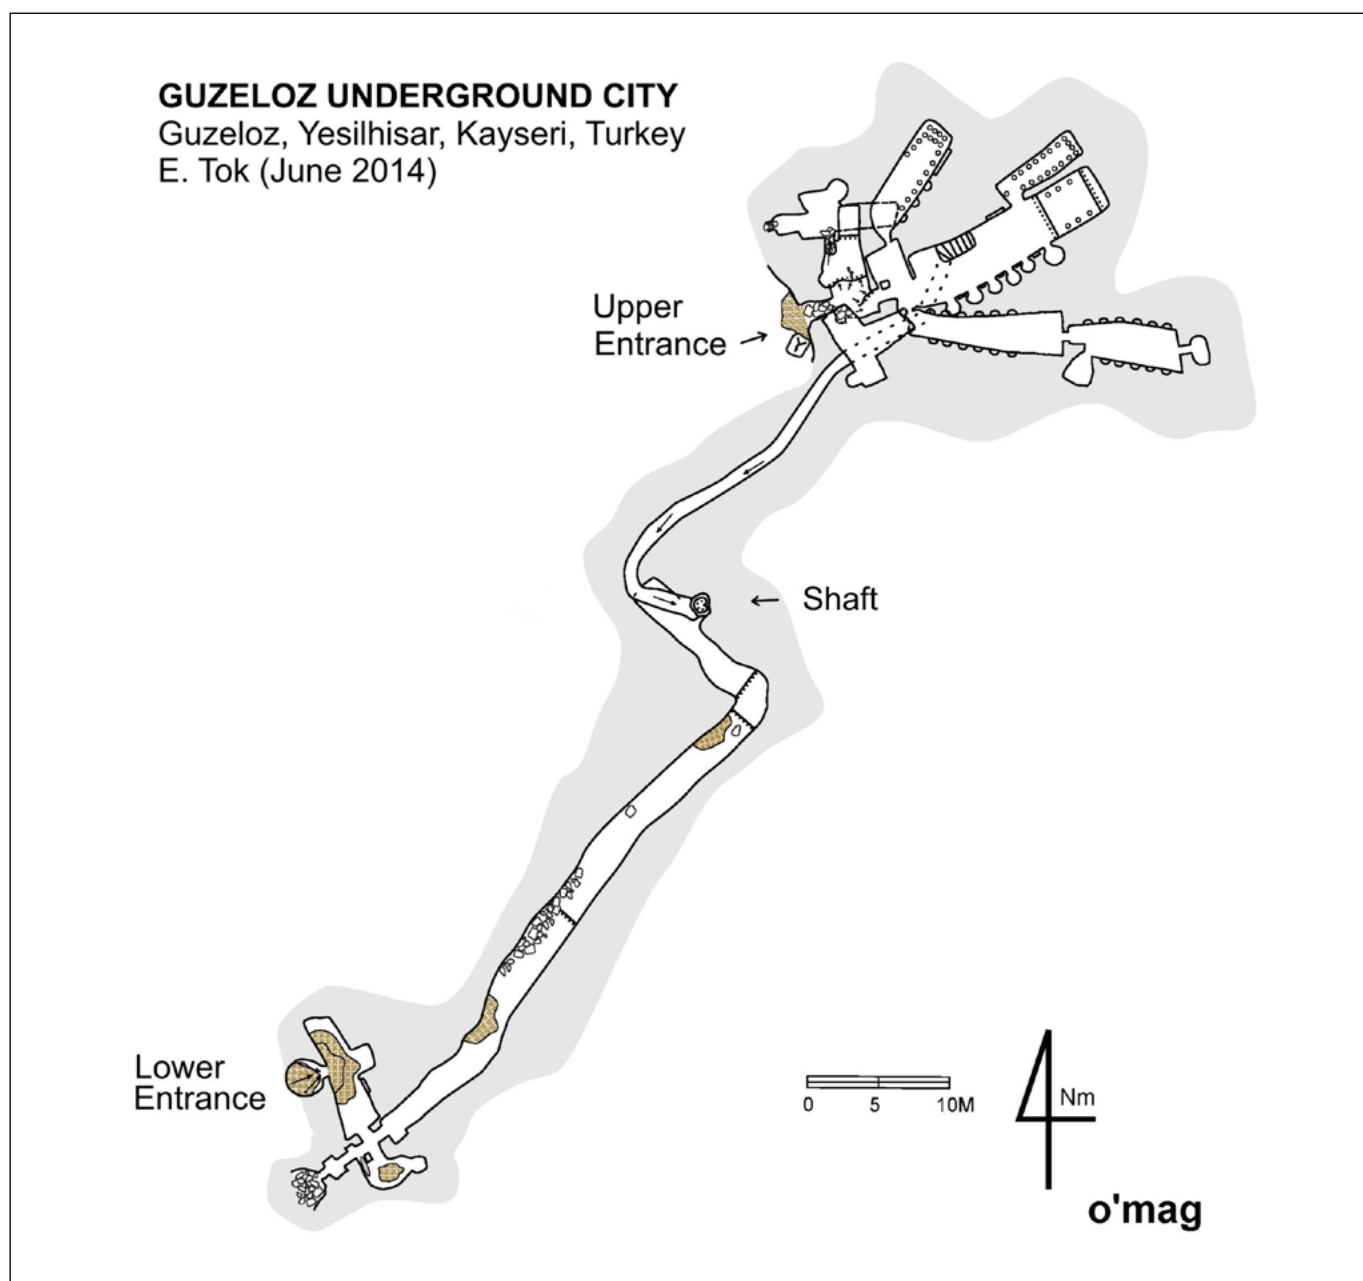 GUZELOZ UNDERGROUND CITY
Guzeloz, Yesilhisar, Kayseri, Turkey
E. Tok (June 2014)
Upper
Entrance
Y
Shaft
Lower
Entrance
0 5 10M
Nm
o'mag